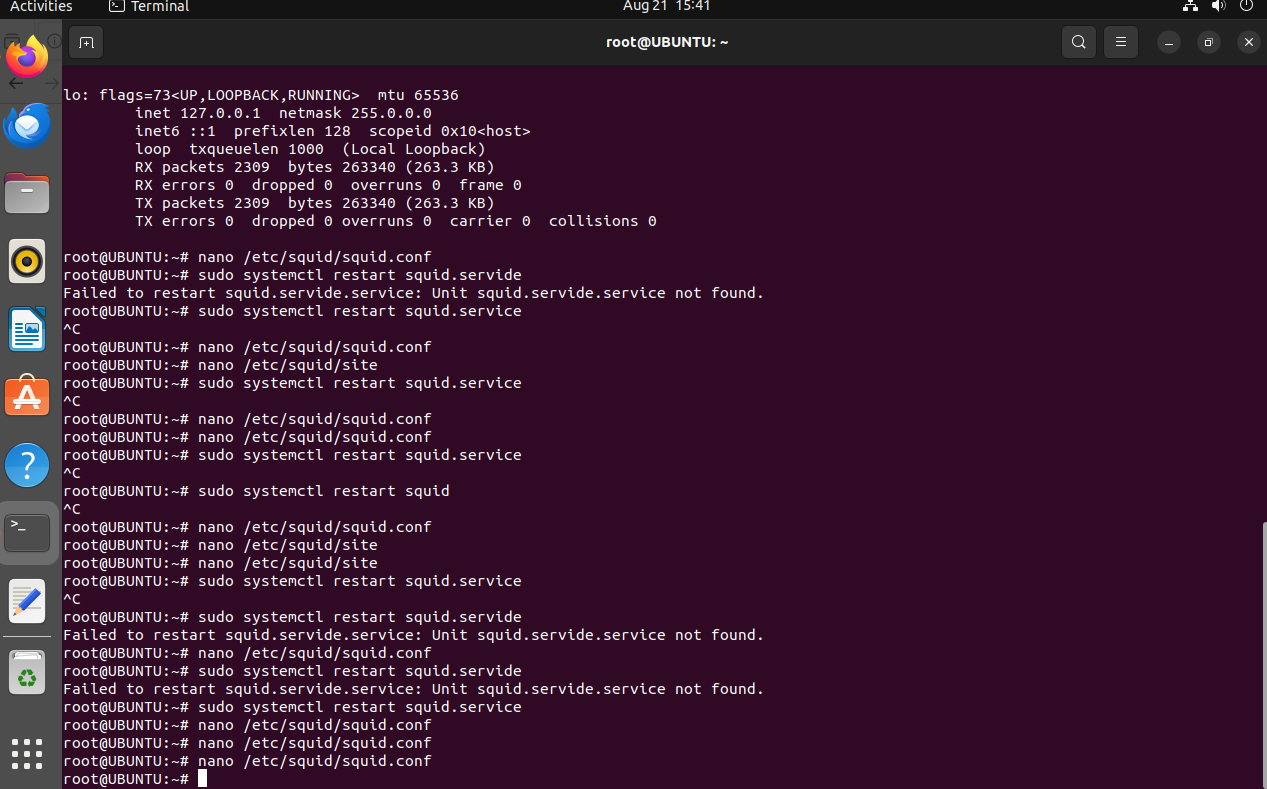 Activities
Terminal
Aug 21 15:41
root@UBUNTU: ~
lo: flags=73<UP,LOOPBACK,RUNNING>  mtu 65536
        inet 127.0.0.1  netmask 255.0.0.0
        inet6 ::1  prefixlen 128  scopeid 0x10<host>
        loop  txqueuelen 1000  (Local Loopback)
        RX packets 2309  bytes 263340 (263.3 KB)
        RX errors 0  dropped 0  overruns 0  frame 0
        TX packets 2309  bytes 263340 (263.3 KB)
        TX errors 0  dropped 0 overruns 0  carrier 0  collisions 0
root@UBUNTU:~# nano /etc/squid/squid.conf
root@UBUNTU:~# sudo systemctl restart squid.servide
Failed to restart squid.servide.service: Unit squid.servide.service not found.
root@UBUNTU:~# sudo systemctl restart squid.service
^C
root@UBUNTU:~# nano /etc/squid/squid.conf
root@UBUNTU:~# nano /etc/squid/site
root@UBUNTU:~# sudo systemctl restart squid.service
^C
root@UBUNTU:~# nano /etc/squid/squid.conf
root@UBUNTU:~# nano /etc/squid/squid.conf
root@UBUNTU:~# sudo systemctl restart squid.service
^C
root@UBUNTU:~# sudo systemctl restart squid
^C
root@UBUNTU:~# nano /etc/squid/squid.conf
root@UBUNTU:~# nano /etc/squid/site
root@UBUNTU:~# nano /etc/squid/site
root@UBUNTU:~# sudo systemctl restart squid.service
^C
root@UBUNTU:~# sudo systemctl restart squid.servide
Failed to restart squid.servide.service: Unit squid.servide.service not found.
root@UBUNTU:~# nano /etc/squid/squid.conf
root@UBUNTU:~# sudo systemctl restart squid.servide
Failed to restart squid.servide.service: Unit squid.servide.service not found.
root@UBUNTU:~# sudo systemctl restart squid.service
root@UBUNTU:~# nano /etc/squid/squid.conf
root@UBUNTU:~# nano /etc/squid/squid.conf
root@UBUNTU:~# nano /etc/squid/squid.conf
root@UBUNTU:~#